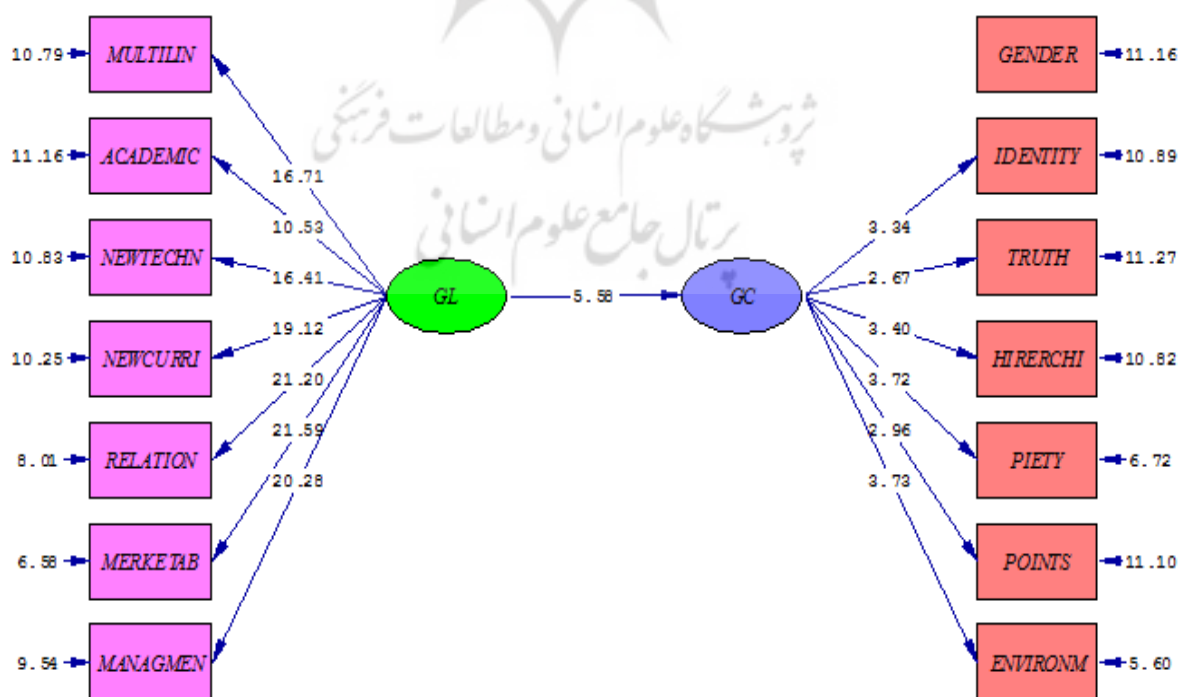 10.79 MULTILIN
GENDER 11.16
پژوهشگاه علوم انسانی و مطالعات فرهنگی
11.16 ACADEMIC
16.71
IDENTITY 10.89
پرتال جامع علوم انسانی
10.53
3.34
10.83 NEWTECHN
16.41
2.67
TRUTH 11.27
GL
5.58
GC
19.12
3.40
10.25 NEWCURRI
21.20
3.72
HIRERCHI 10.82
21.59
2.96
8.01 RELATION
20.28
3.73
PIETY 6.72
6.58 MERKETAB
POINTS 11.10
9.54 MANAGMEN
ENVIRONM 5.60